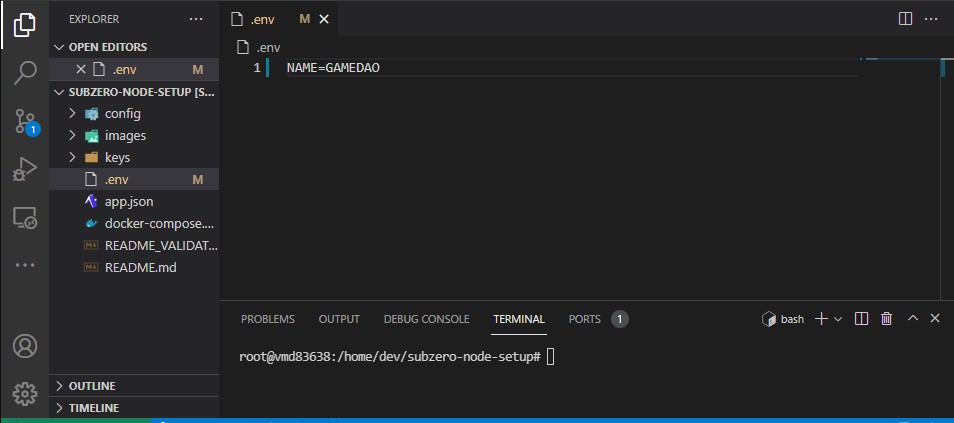 EXPLORER
.env M
OPEN EDITORS
.env
.env M
1 NAME=GAMEDAO
SUBZERO-NODE-SETUP [S...
config
images
keys
.env M
app.json
docker-compose....
README_VALIDAT...
README.md
1
PROBLEMS OUTPUT DEBUG CONSOLE TERMINAL PORTS 1 bash
root@vmd83638:/home/dev/subzero-node-setup#
OUTLINE
TIMELINE